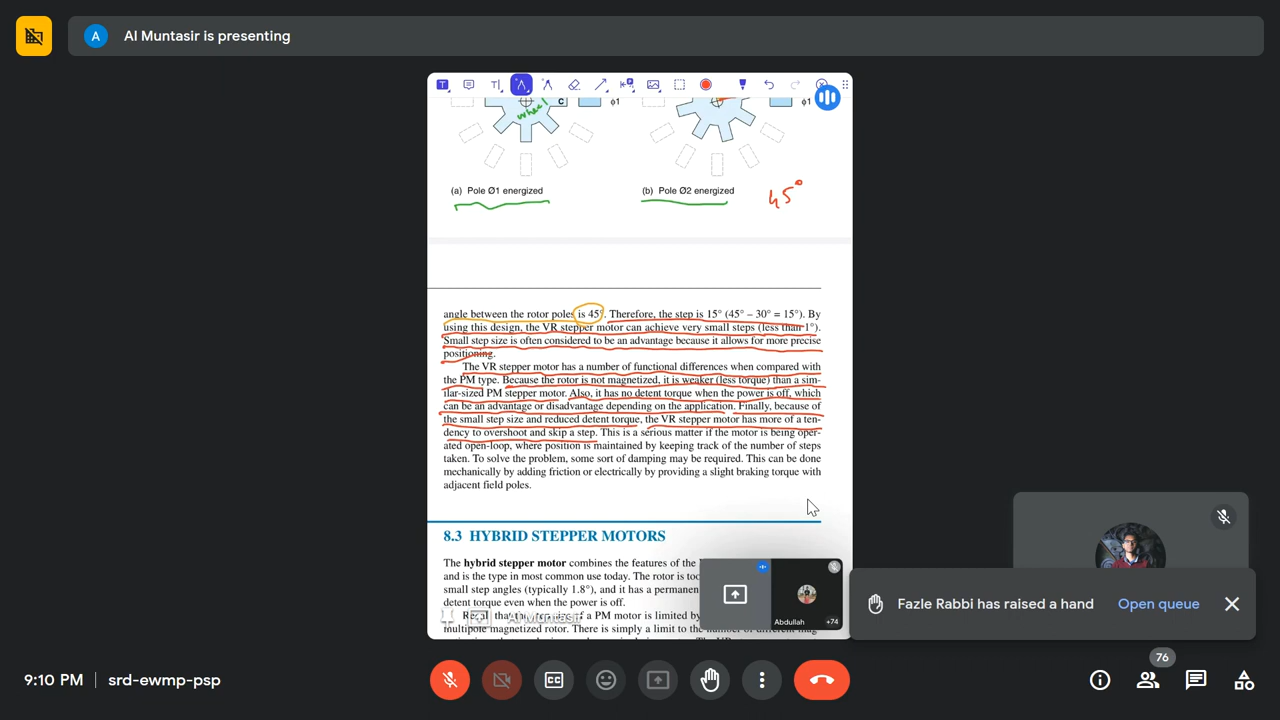 A
Al Muntasir is presenting
wheel
C
ϕ1
ϕ1
(a) Pole Ø1 energized
(b) Pole Ø2 energized
45°
angle between the rotor poles is 45°. Therefore, the step is 15° (45° – 30° = 15°). By
using this design, the VR stepper motor can achieve very small steps (less than 1°).
Small step size is often considered to be an advantage because it allows for more precise
positioning.
The VR stepper motor has a number of functional differences when compared with
the PM type. Because the rotor is not magnetized, it is weaker (less torque) than a sim-
ilar-sized PM stepper motor. Also, it has no detent torque when the power is off, which
can be an advantage or disadvantage depending on the application. Finally, because of
the small step size and reduced detent torque, the VR stepper motor has more of a ten-
dency to overshoot and skip a step. This is a serious matter if the motor is being oper-
ated open-loop, where position is maintained by keeping track of the number of steps
taken. To solve the problem, some sort of damping may be required. This can be done
mechanically by adding friction or electrically by providing a slight braking torque with
adjacent field poles.
8.3 HYBRID STEPPER MOTORS
The hybrid stepper motor combines the features of the
and is the type in most common use today. The rotor is too
small step angles (typically 1.8°), and it has a permanen
detent torque even when the power is off.
that of a PM motor is limited by
Al Muntasir
multipole magnetized rotor. There is simply a limit to the number of different mag
Abdullah
+74
Fazle Rabbi has raised a hand
Open queue
9:10 PM
srd-ewmp-psp
CC
76